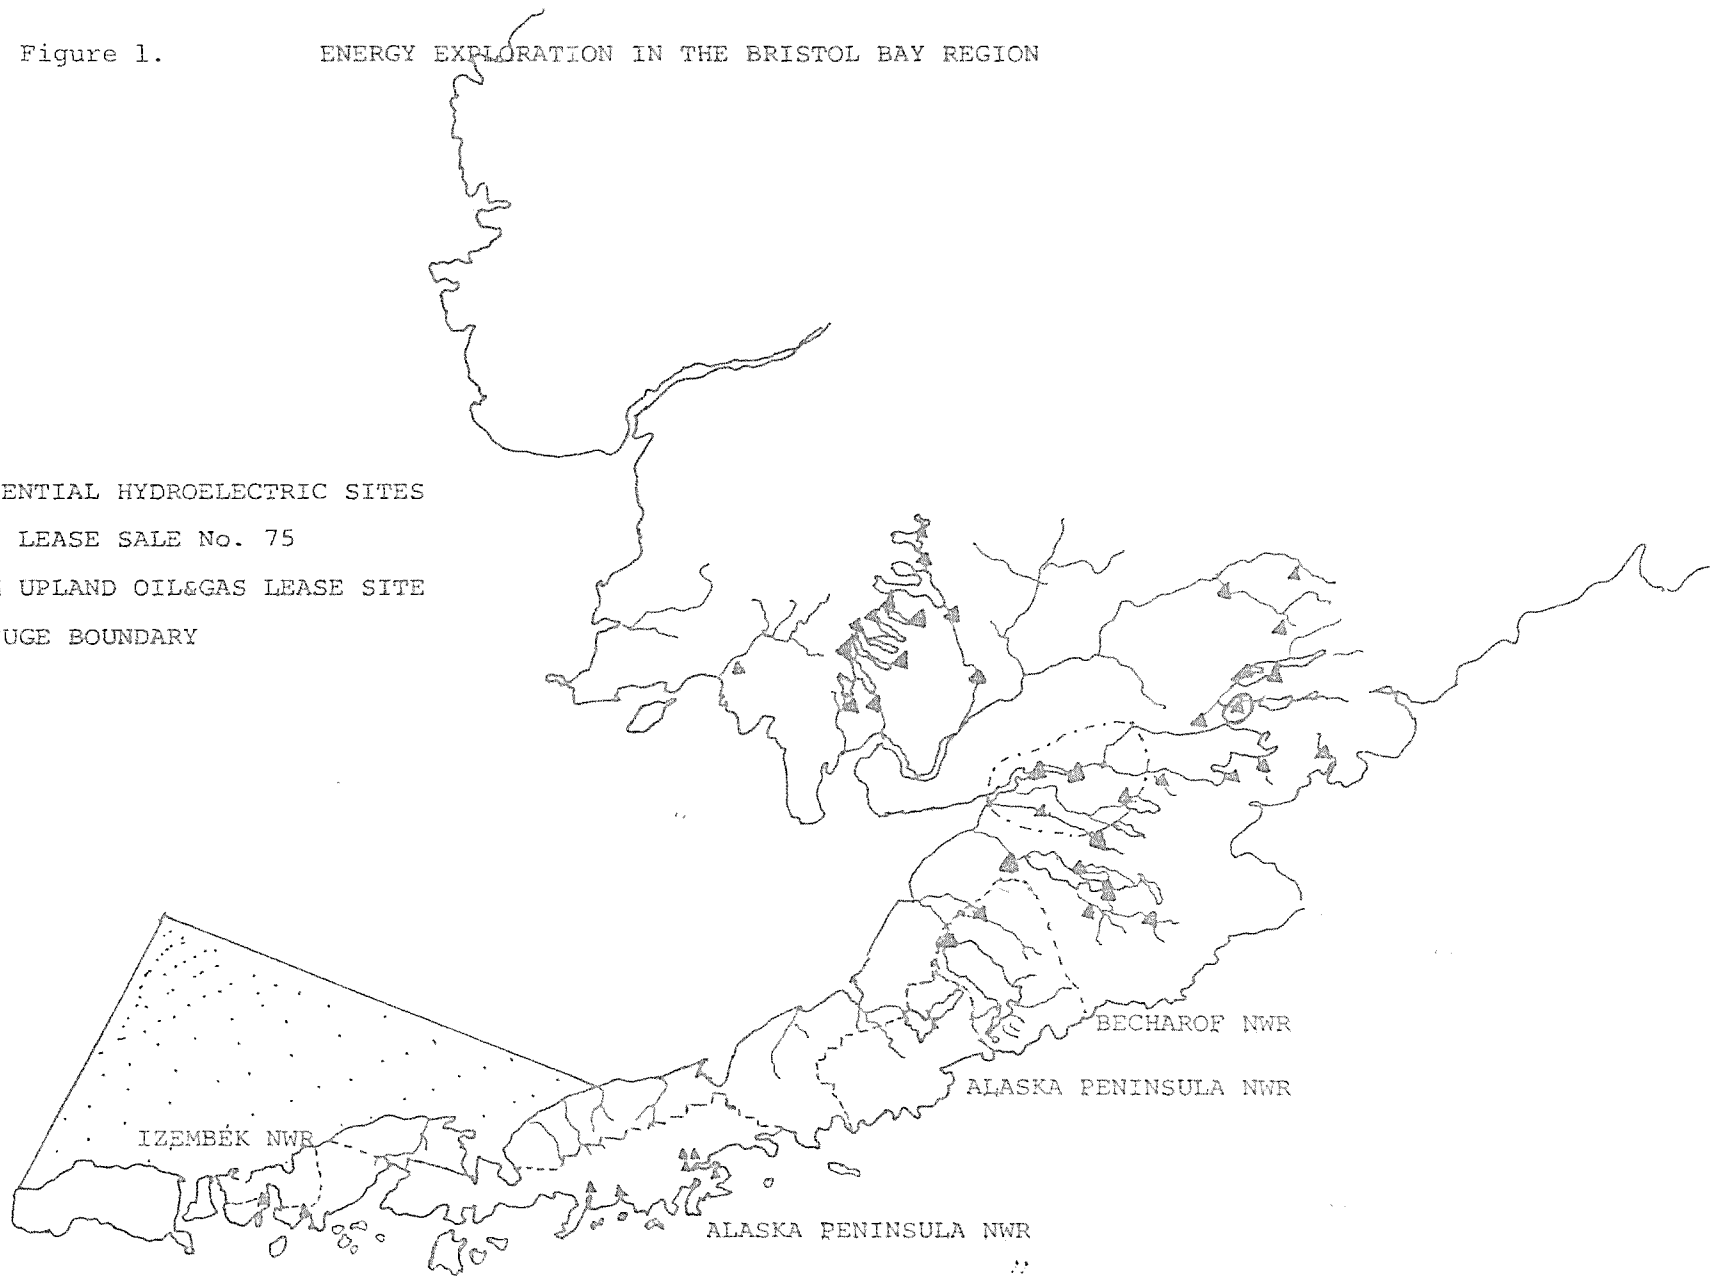 Figure 1. ENERGY EXPLORATION IN THE BRISTOL BAY REGION
ENTIAL HYDROELECTRIC SITES
LEASE SALE No. 75
UPLAND OIL&GAS LEASE SITE
UGE BOUNDARY
BECHAROF NWR
ALASKA PENINSULA NWR
IZEMBEK NWR
ALASKA PENINSULA NWR